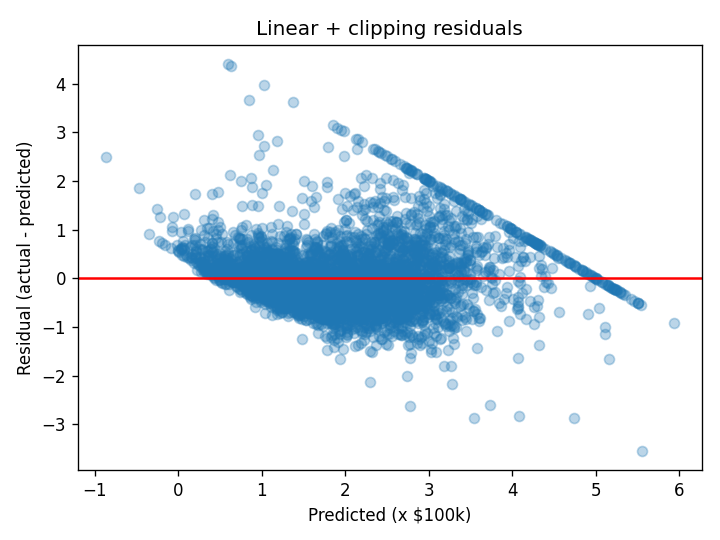 Linear + clipping residuals
Residual (actual - predicted)
4
3
2
1
0
−1
−2
−3
−1 0 1 2 3 4 5 6
Predicted (x $100k)